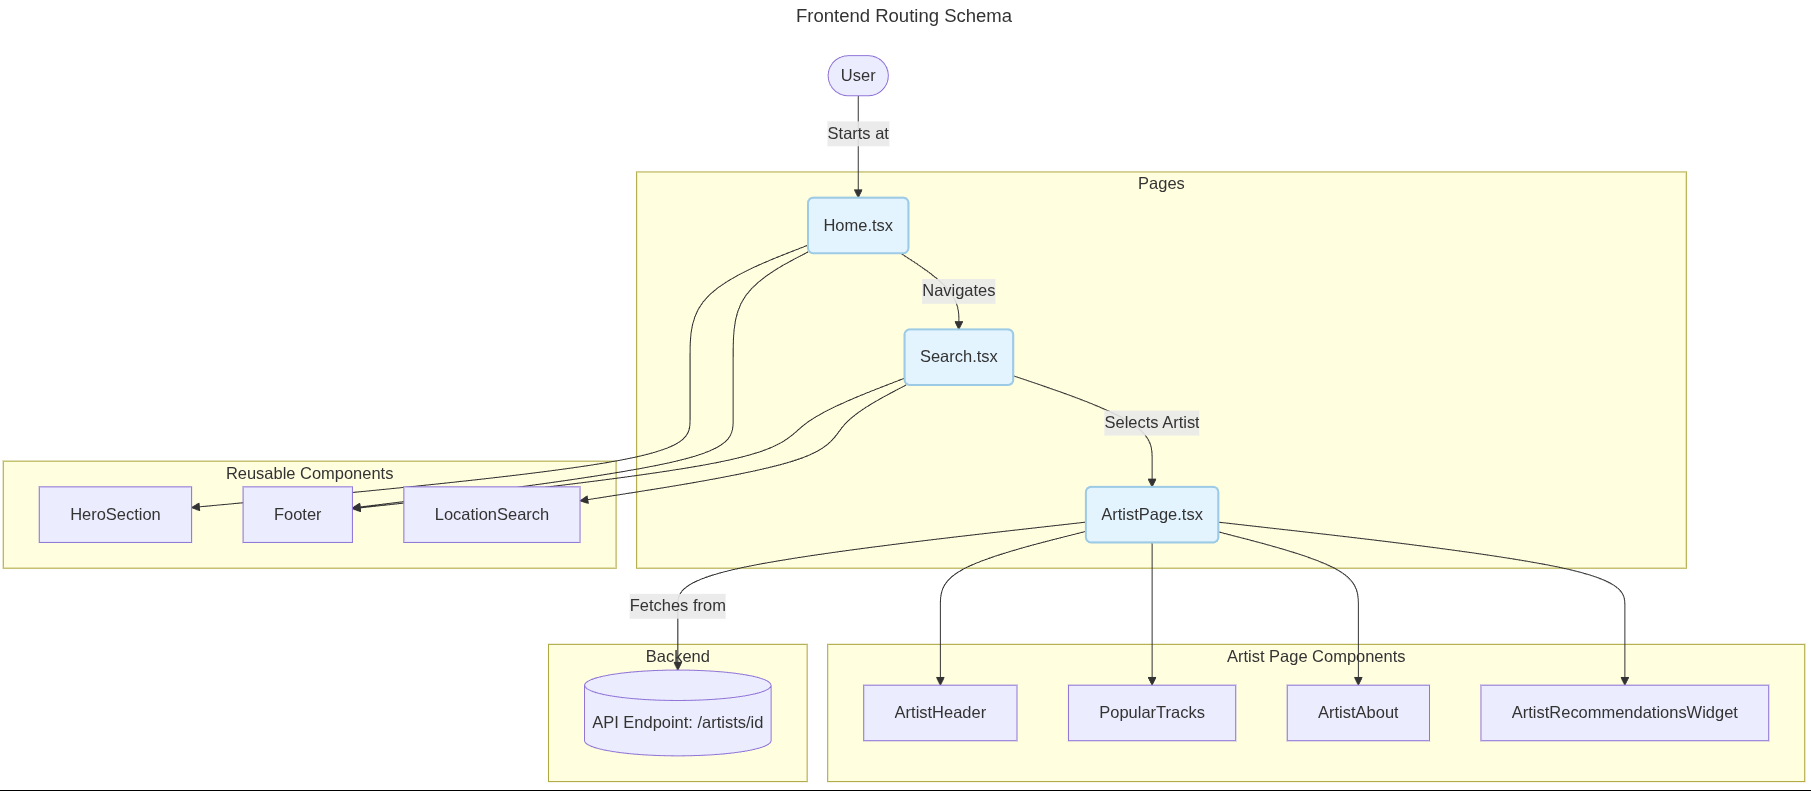 Frontend Routing Schema
User
Starts at
Pages
Home.tsx
Navigates
Search.tsx
Selects Artist
Reusable Components
HeroSection
Footer
LocationSearch
ArtistPage.tsx
Fetches from
Backend
API Endpoint: /artists/id
Artist Page Components
ArtistHeader
PopularTracks
ArtistAbout
ArtistRecommendationsWidget